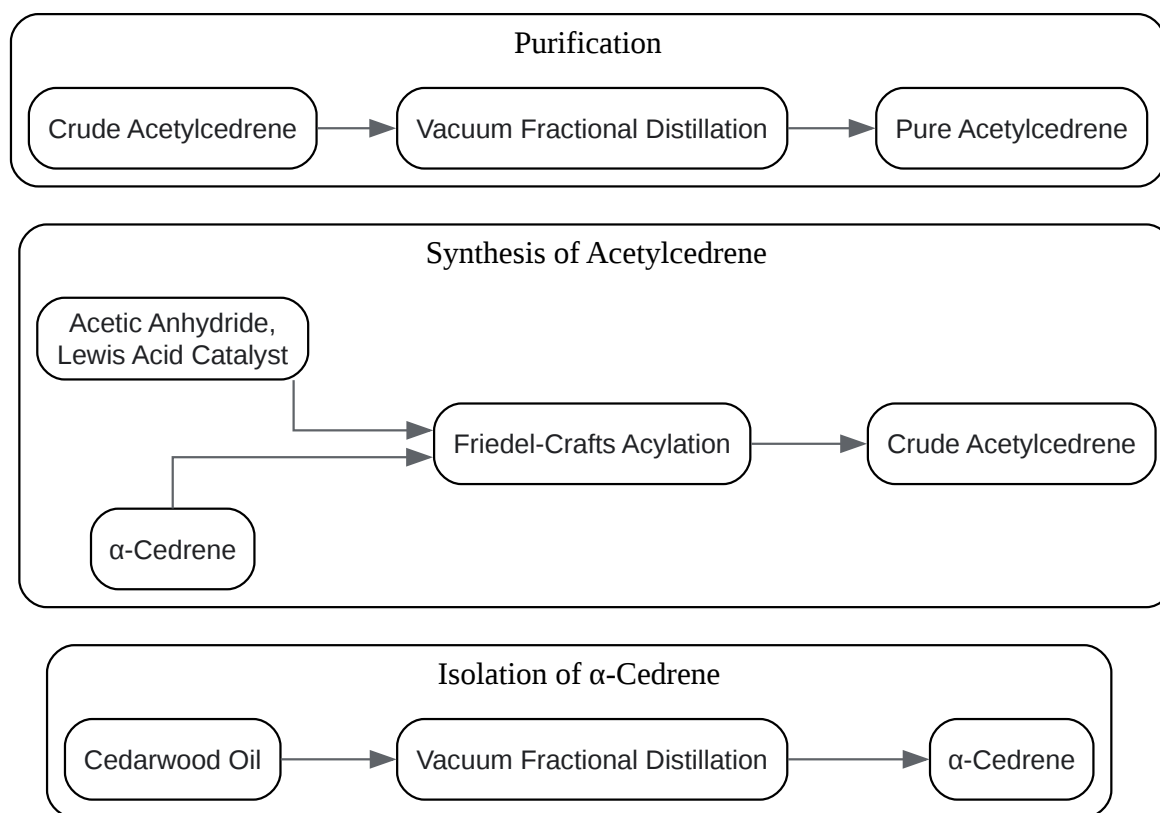 Purification
Crude Acetylcedrene
Vacuum Fractional Distillation
Pure Acetylcedrene
Synthesis of Acetylcedrene
Acetic Anhydride,
Lewis Acid Catalyst
Friedel-Crafts Acylation
Crude Acetylcedrene
α-Cedrene
Isolation of α-Cedrene
Cedarwood Oil
Vacuum Fractional Distillation
α-Cedrene